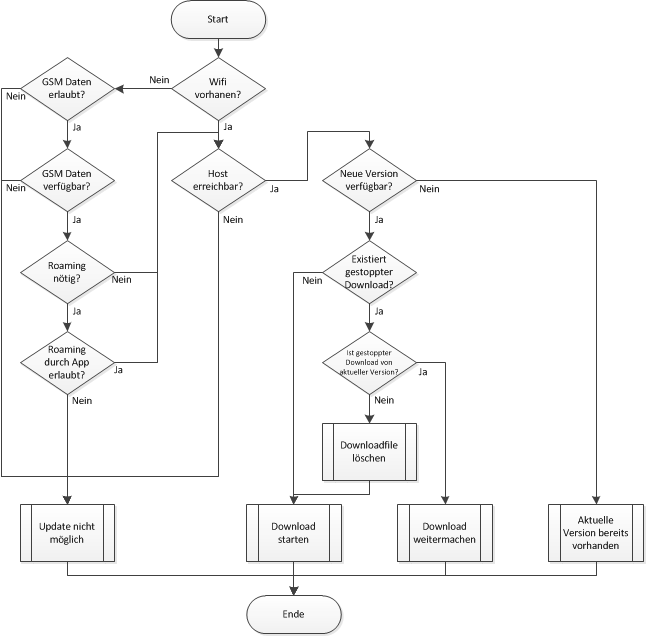 Start
Wifi
vorhanen?
Nein
Ja
GSM Daten
erlaubt?
Nein
Ja
GSM Daten
verfügbar?
Nein
Ja
Host
erreichbar?
Ja
Nein
Neue Version
verfügbar?
Nein
Ja
Roaming
nötig?
Nein
Ja
Existiert
gestoppter
Download?
Nein
Ja
Roaming
durch App
erlaubt?
Ja
Nein
Ist gestoppter
Download von
aktueller Version?
Ja
Nein
Downloadfile
löschen
Update nicht
möglich
Download
starten
Download
weitermachen
Aktuelle
Version bereits
vorhanden
Ende